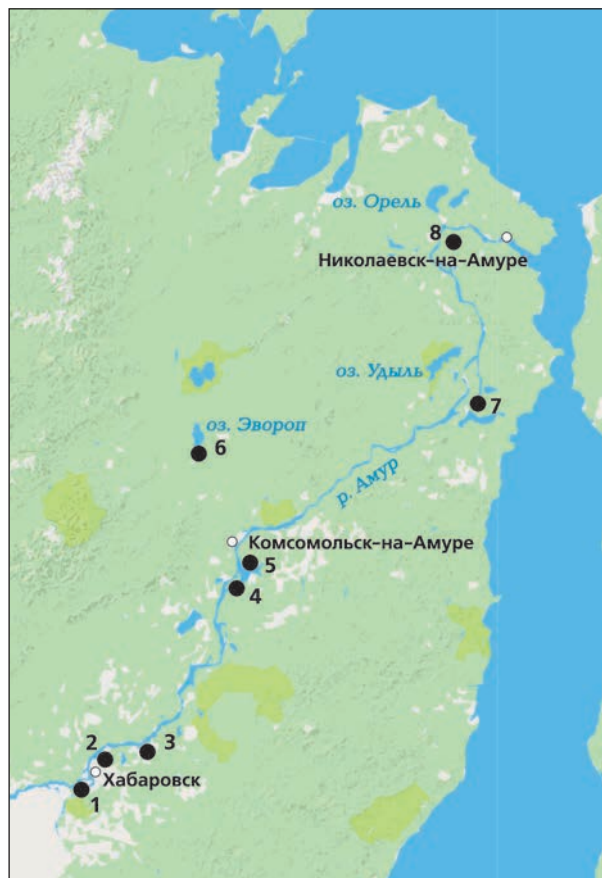 оз. Орель
8
Николаевск-на-Амуре
оз. Удыль
7
оз. Эвороп
6
р. Амур
Комсомольск-на-Амуре
5
4
3
2
Хабаровск
1